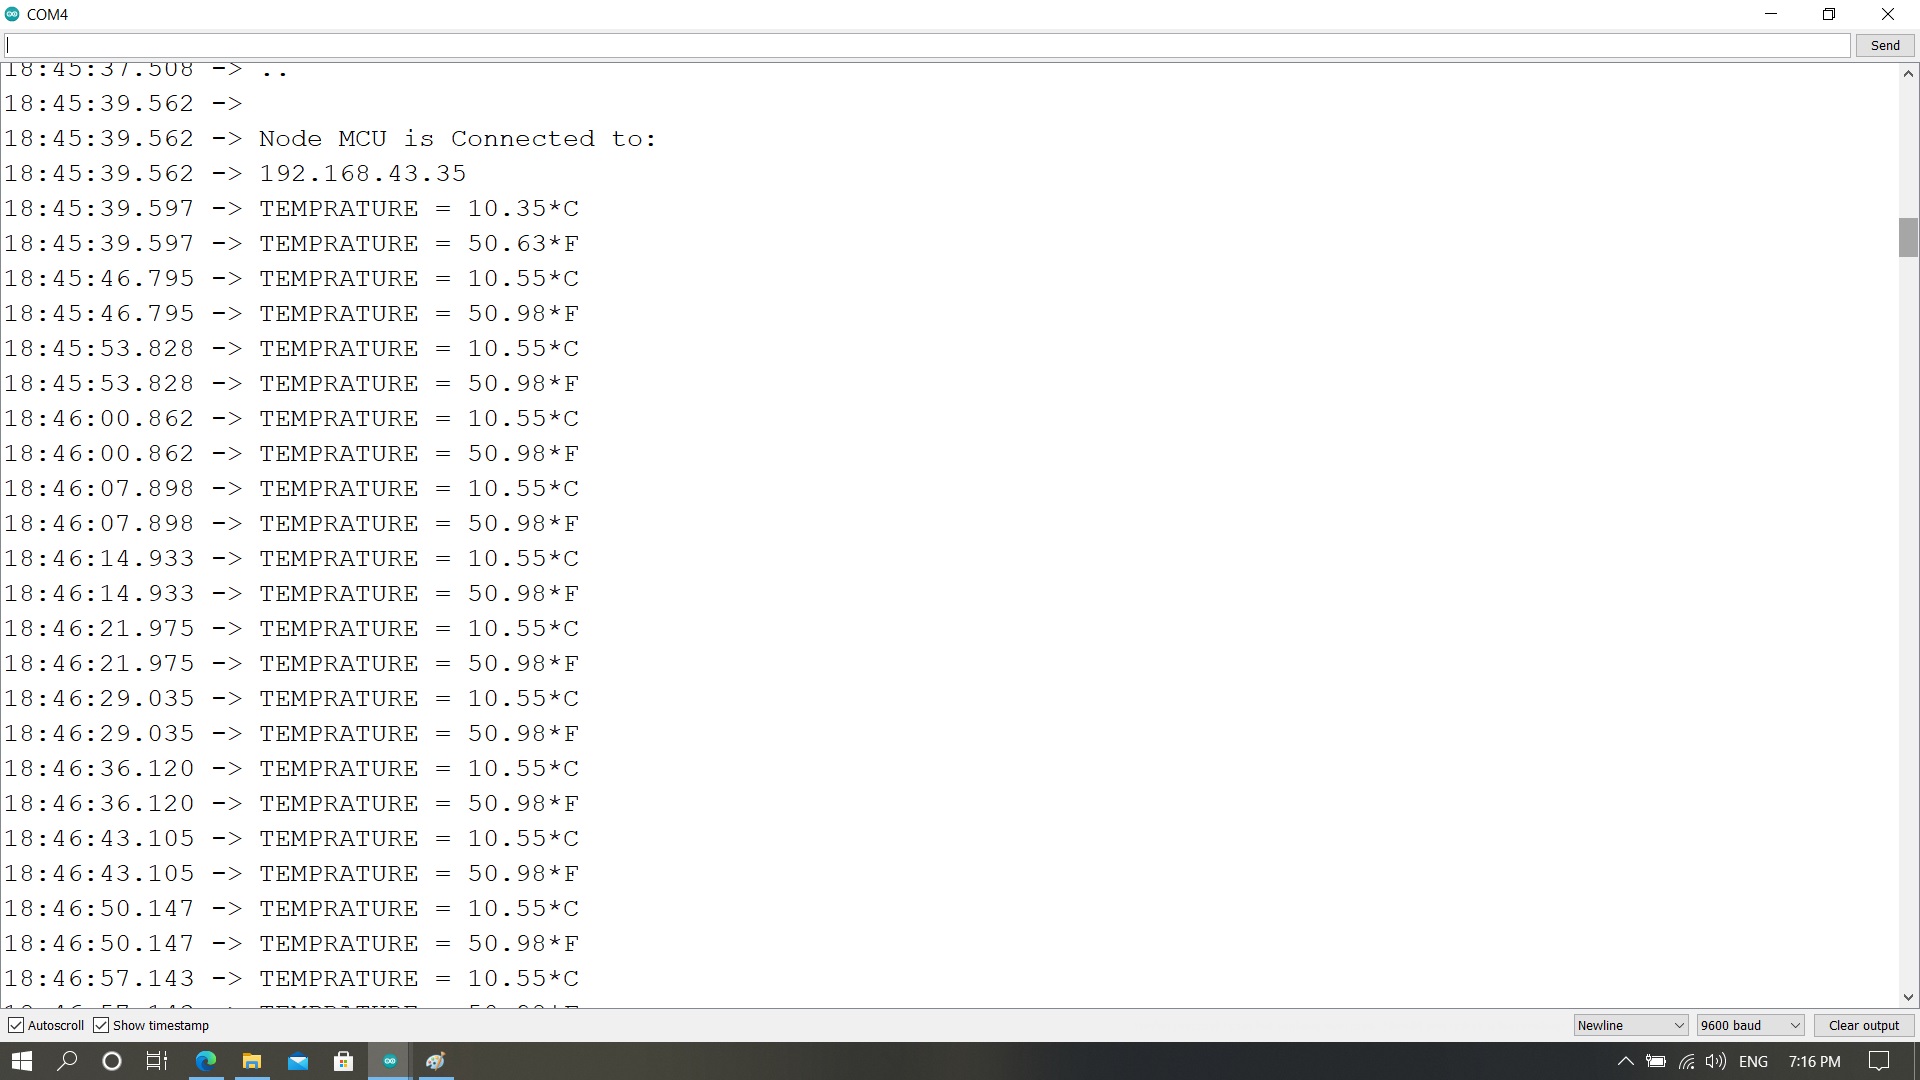 COM4
Send
18:45:37.508 -> ..
18:45:39.562 ->
18:45:39.562 -> Node MCU is Connected to:
18:45:39.562 -> 192.168.43.35
18:45:39.597 -> TEMPRATURE = 10.35*C
18:45:39.597 -> TEMPRATURE = 50.63*F
18:45:46.795 -> TEMPRATURE = 10.55*C
18:45:46.795 -> TEMPRATURE = 50.98*F
18:45:53.828 -> TEMPRATURE = 10.55*C
18:45:53.828 -> TEMPRATURE = 50.98*F
18:46:00.862 -> TEMPRATURE = 10.55*C
18:46:00.862 -> TEMPRATURE = 50.98*F
18:46:07.898 -> TEMPRATURE = 10.55*C
18:46:07.898 -> TEMPRATURE = 50.98*F
18:46:14.933 -> TEMPRATURE = 10.55*C
18:46:14.933 -> TEMPRATURE = 50.98*F
18:46:21.975 -> TEMPRATURE = 10.55*C
18:46:21.975 -> TEMPRATURE = 50.98*F
18:46:29.035 -> TEMPRATURE = 10.55*C
18:46:29.035 -> TEMPRATURE = 50.98*F
18:46:36.120 -> TEMPRATURE = 10.55*C
18:46:36.120 -> TEMPRATURE = 50.98*F
18:46:43.105 -> TEMPRATURE = 10.55*C
18:46:43.105 -> TEMPRATURE = 50.98*F
18:46:50.147 -> TEMPRATURE = 10.55*C
18:46:50.147 -> TEMPRATURE = 50.98*F
18:46:57.143 -> TEMPRATURE = 10.55*C
Autoscroll Show timestamp Newline 9600 baud Clear output
ENG 7:16 PM